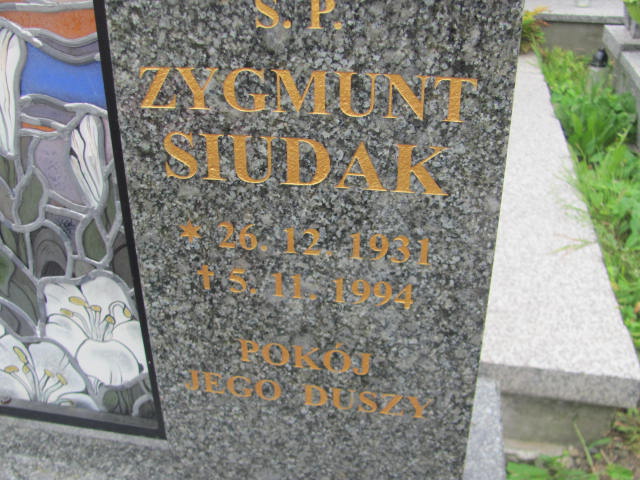 Ś. P.
ZYGMUNT
SIUDAK
* 26. 12. 1931
† 5. 11. 1994
POKÓJ
JEGO DUSZY